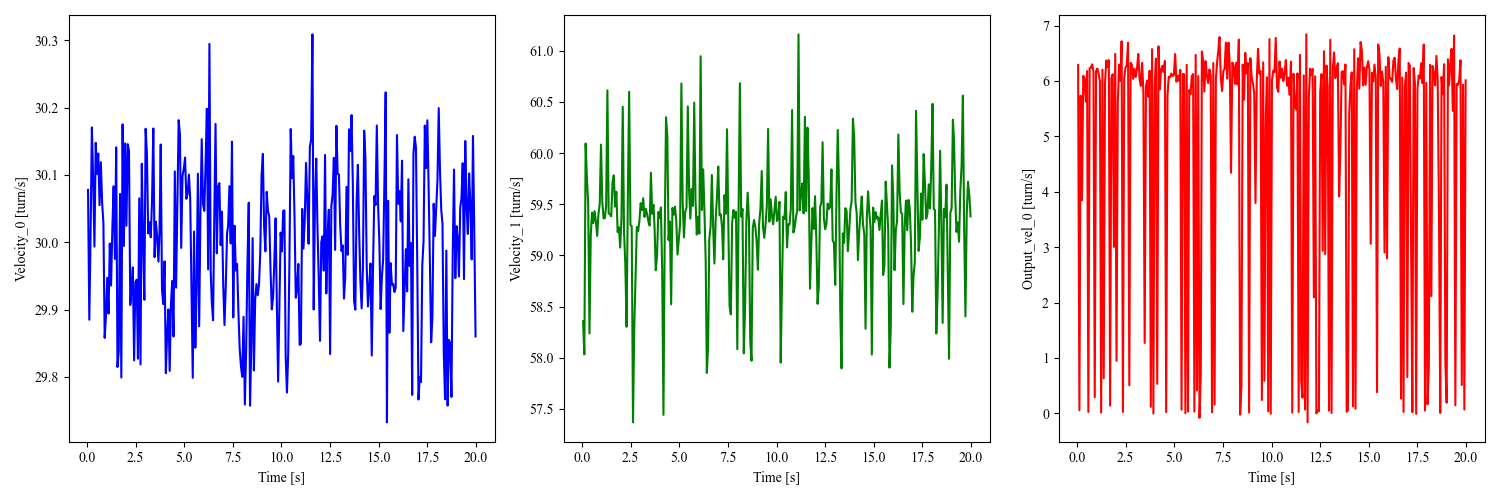 30.3
30.2
30.1
30.0
29.9
29.8
Velocity_0 [turn/s]
0.0 2.5 5.0 7.5 10.0 12.5 15.0 17.5 20.0
Time [s]
61.0
60.5
60.0
59.5
59.0
58.5
58.0
57.5
Velocity_1 [turn/s]
0.0 2.5 5.0 7.5 10.0 12.5 15.0 17.5 20.0
Time [s]
7
6
5
4
3
2
1
0
Output_vel_0 [turn/s]
0.0 2.5 5.0 7.5 10.0 12.5 15.0 17.5 20.0
Time [s]